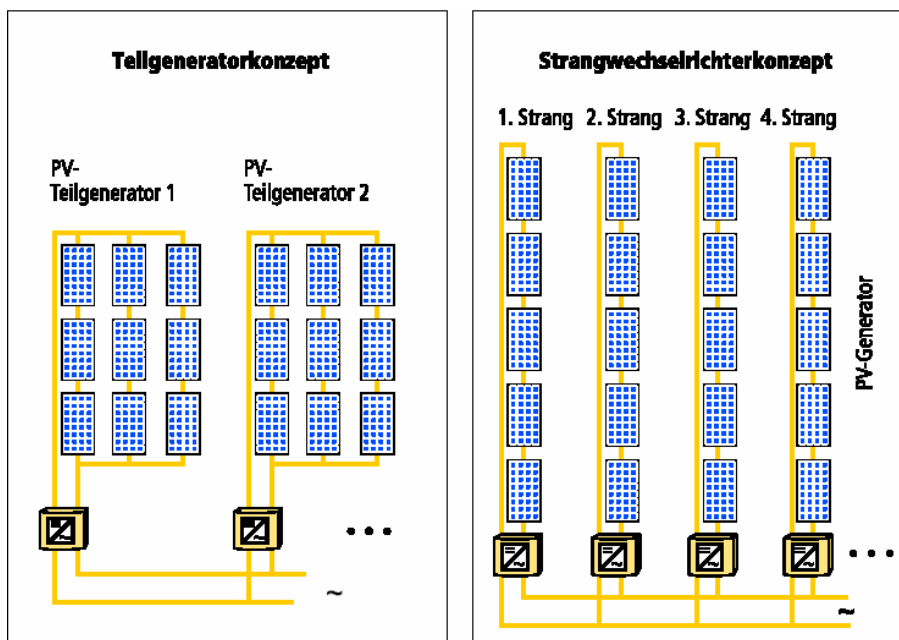 Teilgeneratorkonzept
PV-
Teilgenerator 1
PV-
Teilgenerator 2
~
Strangwechselrichterkonzept
1. Strang 2. Strang 3. Strang 4. Strang
PV-Generator
~